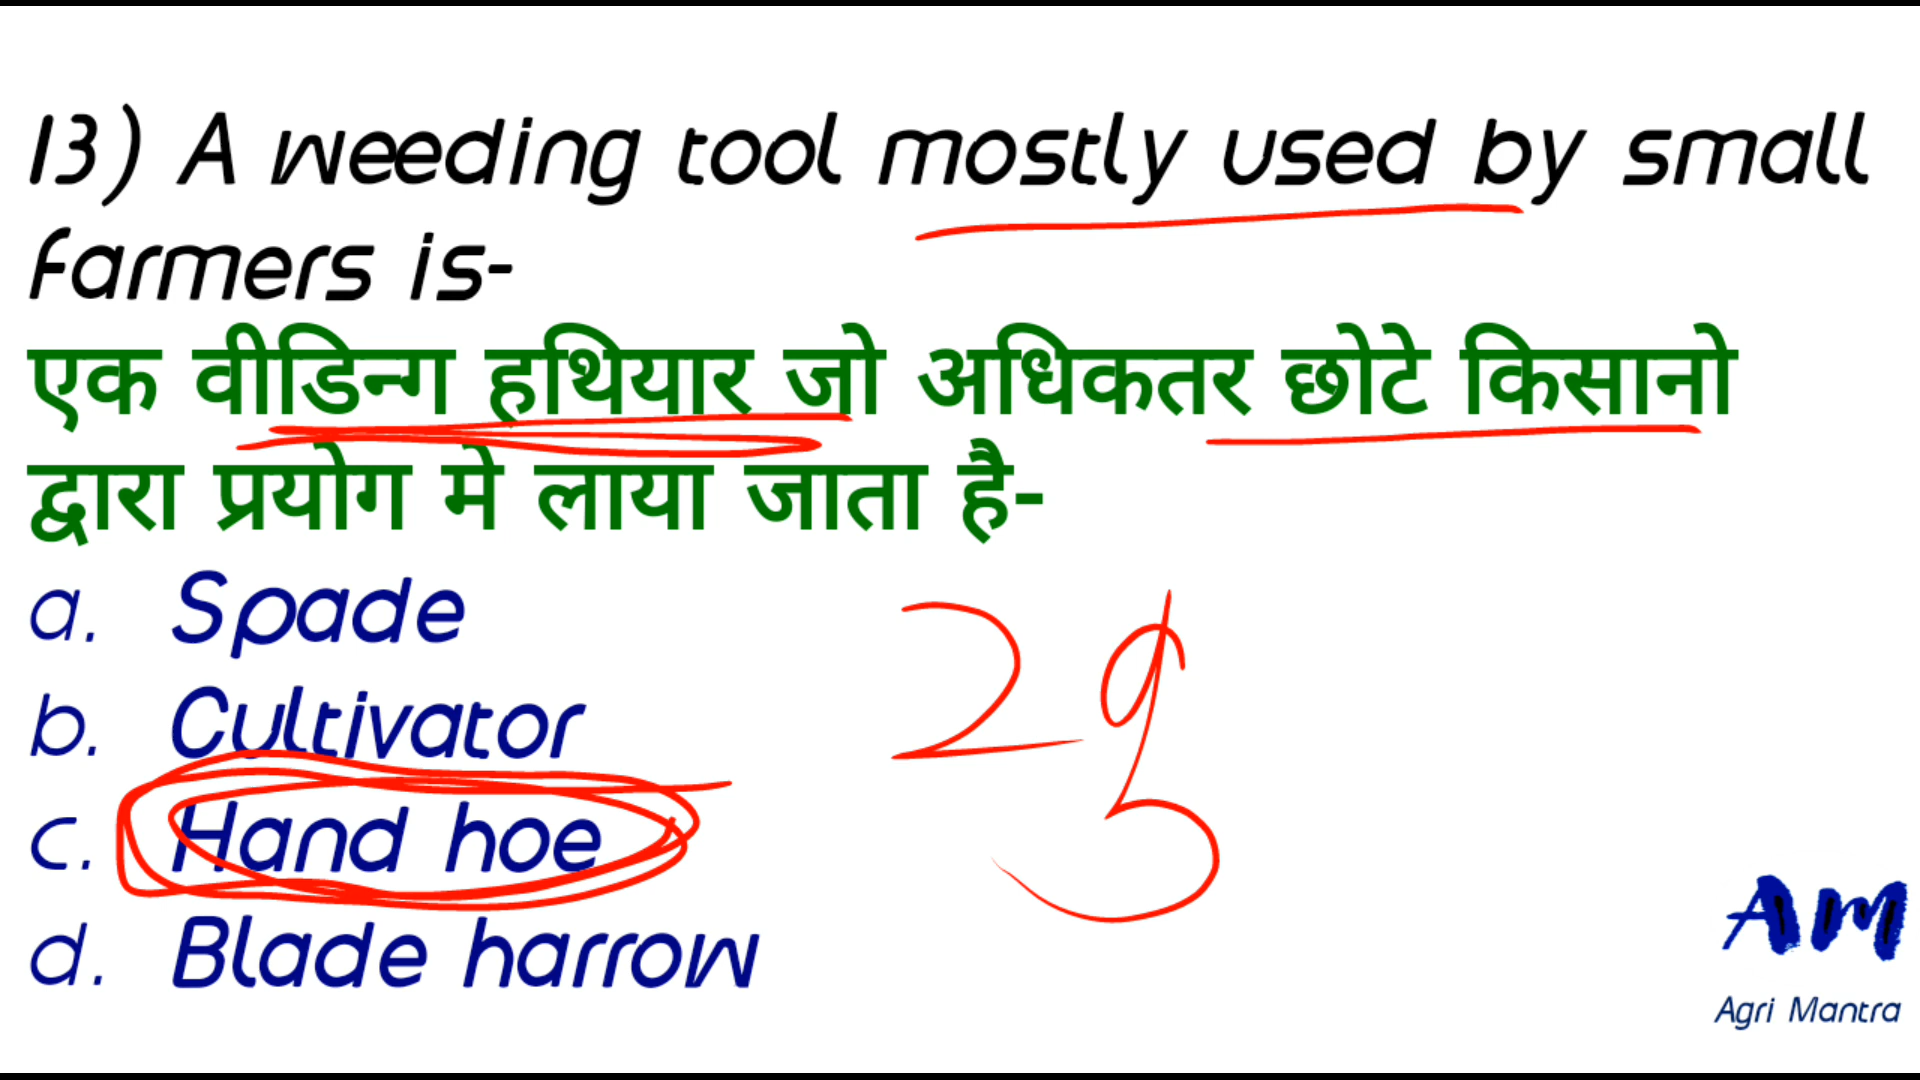 13) A weeding tool mostly used by small
farmers is-
एक वीडिन्ग हथियार जो अधिकतर छोटे किसानो
द्वारा प्रयोग मे लाया जाता है-
a. Spade
b. Cultivator
c. Hand hoe
d. Blade harrow
AM
Agri Mantra